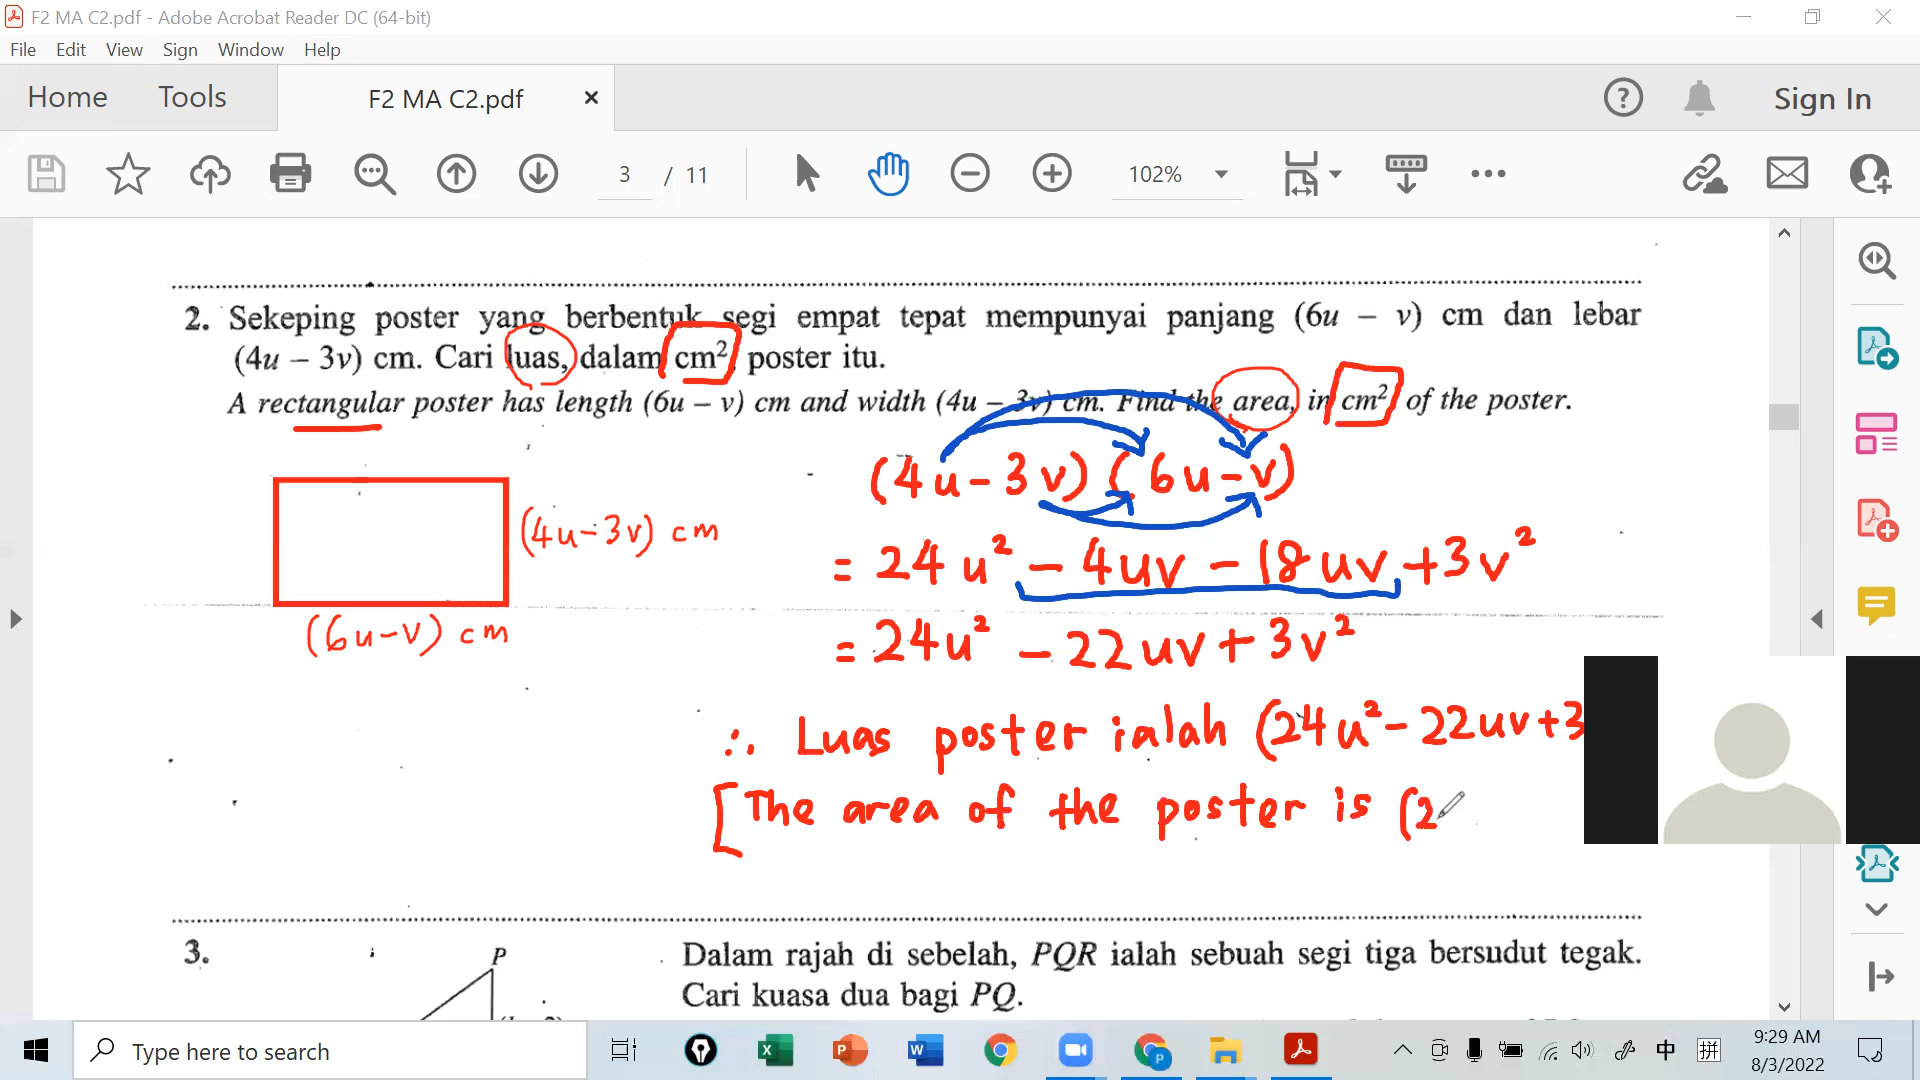 F2 MA C2.pdf - Adobe Acrobat Reader DC (64-bit)
File Edit View Sign Window Help
Home Tools F2 MA C2.pdf Sign In
3 / 11 102%
2. Sekeping poster yang berbentuk segi empat tepat mempunyai panjang (6u – v) cm dan lebar
(4u – 3v) cm. Cari luas, dalam cm², poster itu.
A rectangular poster has length (6u – v) cm and width (4u – 3v) cm. Find the area, in cm² of the poster.
(4u-3v)(6u-v)
(4u-3v) cm
= 24u² - 4uv - 18uv + 3v²
(6u-v) cm
= 24u² - 22uv + 3v²
∴ Luas poster ialah (24u² - 22uv + 3
[The area of the poster is (2
3. P Dalam rajah di sebelah, PQR ialah sebuah segi tiga bersudut tegak.
Cari kuasa dua bagi PQ.
Type here to search
中 拼 9:29 AM
8/3/2022